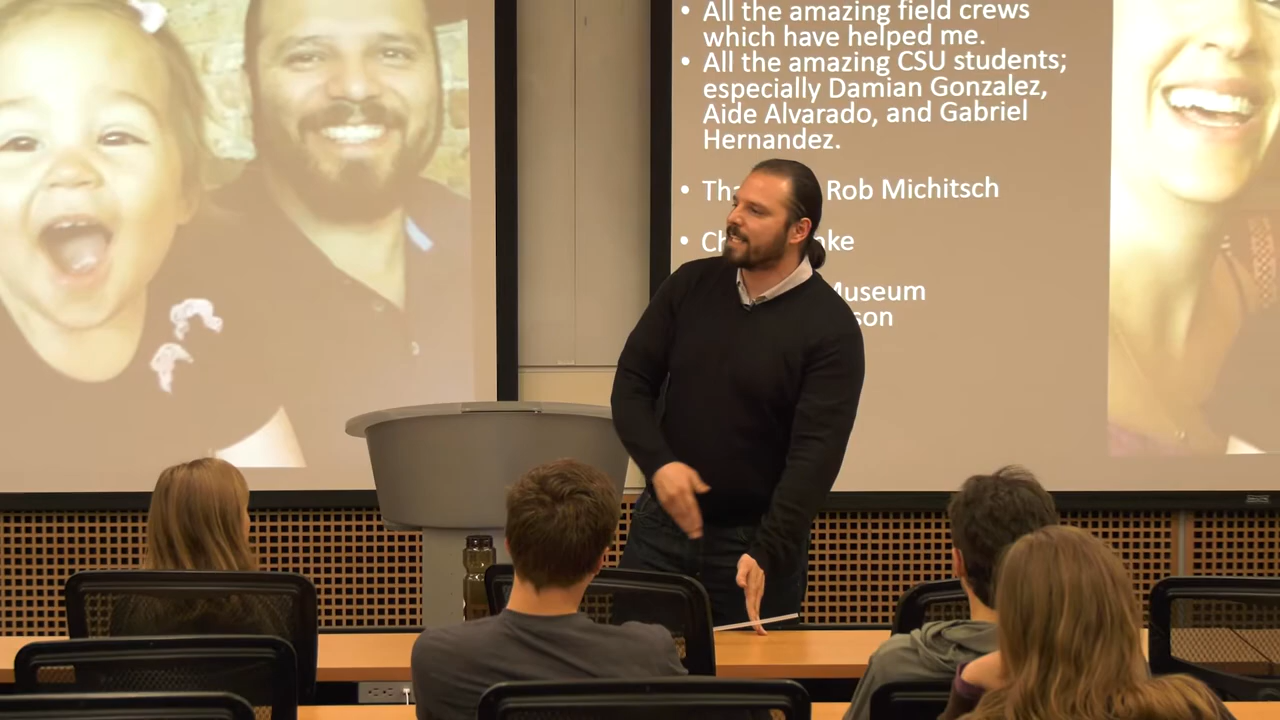 • All the amazing field crews
which have helped me.
• All the amazing CSU students;
especially Damian Gonzalez,
Aide Alvarado, and Gabriel
Hernandez.
• Rob Michitsch
•
Museum